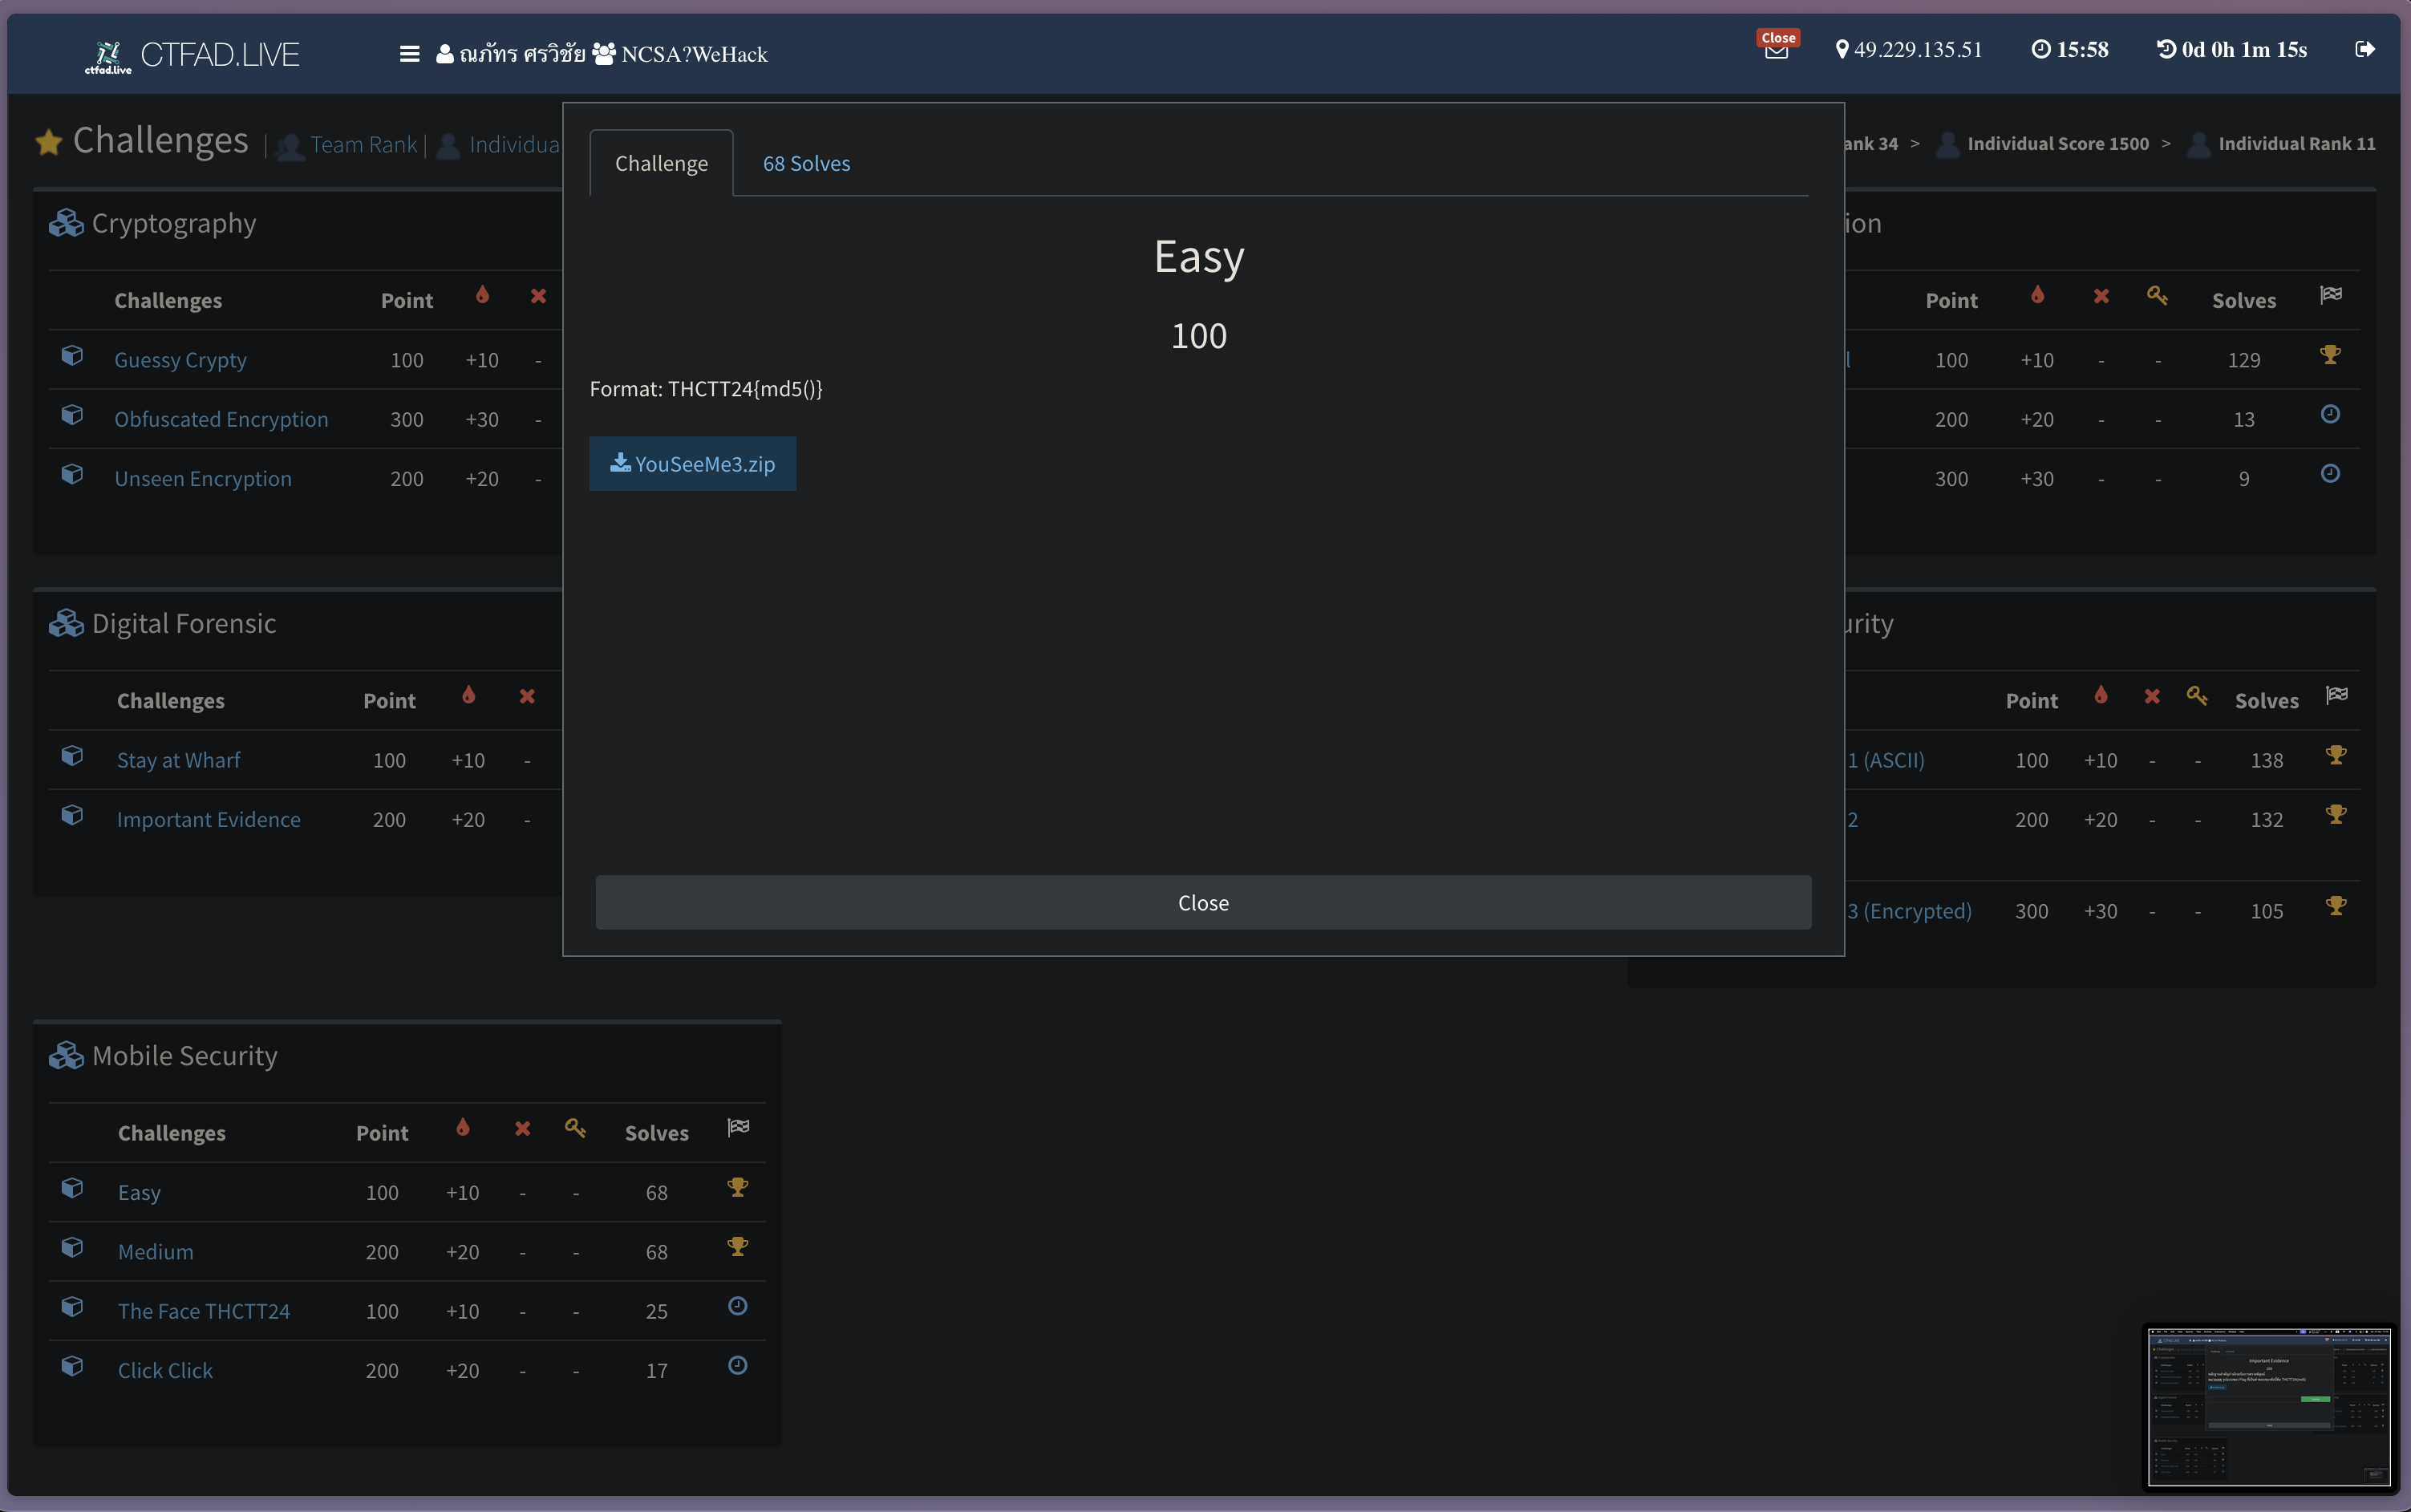 ctfad.live CTFAD.LIVE ณภัทร ศรวิชัย NCSA?WeHack Close 49.229.135.51 15:58 0d 0h 1m 15s
Challenges | Team Rank | Individua
ank 34 > Individual Score 1500 > Individual Rank 11
Challenge 68 Solves
Easy
100
Format: THCTT24{md5()}
YouSeeMe3.zip
Close
Cryptography
Challenges Point
Guessy Crypty 100 +10 -
Obfuscated Encryption 300 +30 -
Unseen Encryption 200 +20 -
ion
Point Solves
l 100 +10 - - 129
200 +20 - - 13
300 +30 - - 9
Digital Forensic
Challenges Point
Stay at Wharf 100 +10 -
Important Evidence 200 +20 -
urity
Point Solves
1 (ASCII) 100 +10 - - 138
2 200 +20 - - 132
3 (Encrypted) 300 +30 - - 105
Mobile Security
Challenges Point Solves
Easy 100 +10 - - 68
Medium 200 +20 - - 68
The Face THCTT24 100 +10 - - 25
Click Click 200 +20 - - 17
Important Evidence